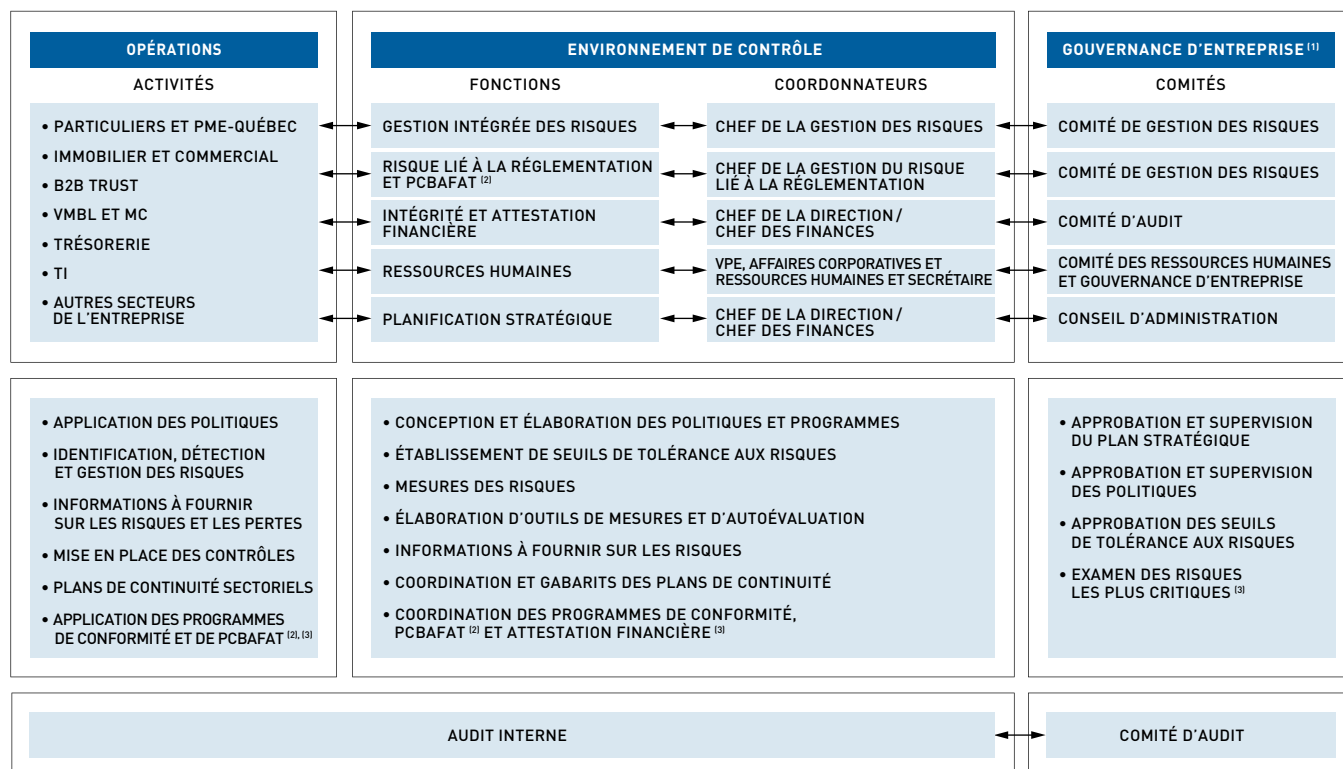 OPÉRATIONS
ACTIVITÉS
• PARTICULIERS ET PME-QUÉBEC
• IMMOBILIER ET COMMERCIAL
• B2B TRUST
• VMBL ET MC
• TRÉSORERIE
• TI
• AUTRES SECTEURS
DE L'ENTREPRISE
ENVIRONNEMENT DE CONTRÔLE
FONCTIONS
COORDONNATEURS
GESTION INTÉGRÉE DES RISQUES
CHEF DE LA GESTION DES RISQUES
RISQUE LIÉ À LA RÉGLEMENTATION
ET PCBAFAT (2)
CHEF DE LA GESTION DU RISQUE
LIÉ À LA RÉGLEMENTATION
INTÉGRITÉ ET ATTESTATION
FINANCIÈRE
CHEF DE LA DIRECTION /
CHEF DES FINANCES
RESSOURCES HUMAINES
VPE, AFFAIRES CORPORATIVES ET
RESSOURCES HUMAINES ET SECRÉTAIRE
PLANIFICATION STRATÉGIQUE
CHEF DE LA DIRECTION /
CHEF DES FINANCES
GOUVERNANCE D'ENTREPRISE (1)
COMITÉS
COMITÉ DE GESTION DES RISQUES
COMITÉ DE GESTION DES RISQUES
COMITÉ D'AUDIT
COMITÉ DES RESSOURCES HUMAINES
ET GOUVERNANCE D'ENTREPRISE
CONSEIL D'ADMINISTRATION
• APPLICATION DES POLITIQUES
• IDENTIFICATION, DÉTECTION
ET GESTION DES RISQUES
• INFORMATIONS À FOURNIR
SUR LES RISQUES ET LES PERTES
• MISE EN PLACE DES CONTRÔLES
• PLANS DE CONTINUITÉ SECTORIELS
• APPLICATION DES PROGRAMMES
DE CONFORMITÉ ET DE PCBAFAT (2), (3)
• CONCEPTION ET ÉLABORATION DES POLITIQUES ET PROGRAMMES
• ÉTABLISSEMENT DE SEUILS DE TOLÉRANCE AUX RISQUES
• MESURES DES RISQUES
• ÉLABORATION D'OUTILS DE MESURES ET D'AUTOÉVALUATION
• INFORMATIONS À FOURNIR SUR LES RISQUES
• COORDINATION ET GABARITS DES PLANS DE CONTINUITÉ
• COORDINATION DES PROGRAMMES DE CONFORMITÉ,
PCBAFAT (2) ET ATTESTATION FINANCIÈRE (3)
• APPROBATION ET SUPERVISION
DU PLAN STRATÉGIQUE
• APPROBATION ET SUPERVISION
DES POLITIQUES
• APPROBATION DES SEUILS
DE TOLÉRANCE AUX RISQUES
• EXAMEN DES RISQUES
LES PLUS CRITIQUES (3)
AUDIT INTERNE
COMITÉ D'AUDIT